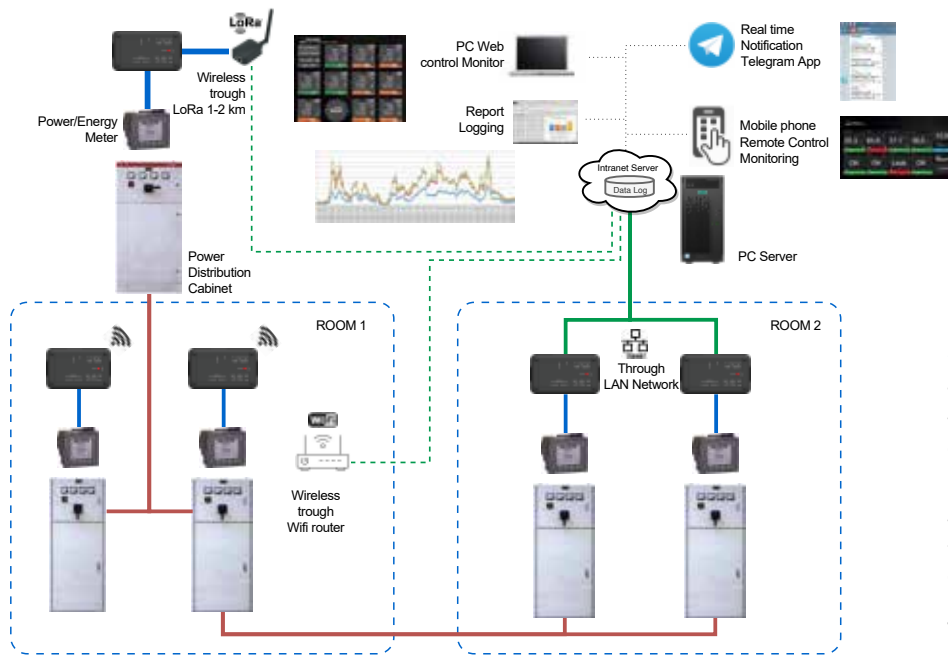 LoRa
Wireless
trough
LoRa 1-2 km
Power/Energy
Meter
Power
Distribution
Cabinet
PC Web
control Monitor
Report
Logging
Real time
Notification
Telegram App
Mobile phone
Remote Control
Monitoring
Intranet Server
Data Log
PC Server
ROOM 1
WiFi
Wireless
trough
Wifi router
ROOM 2
Through
LAN Network